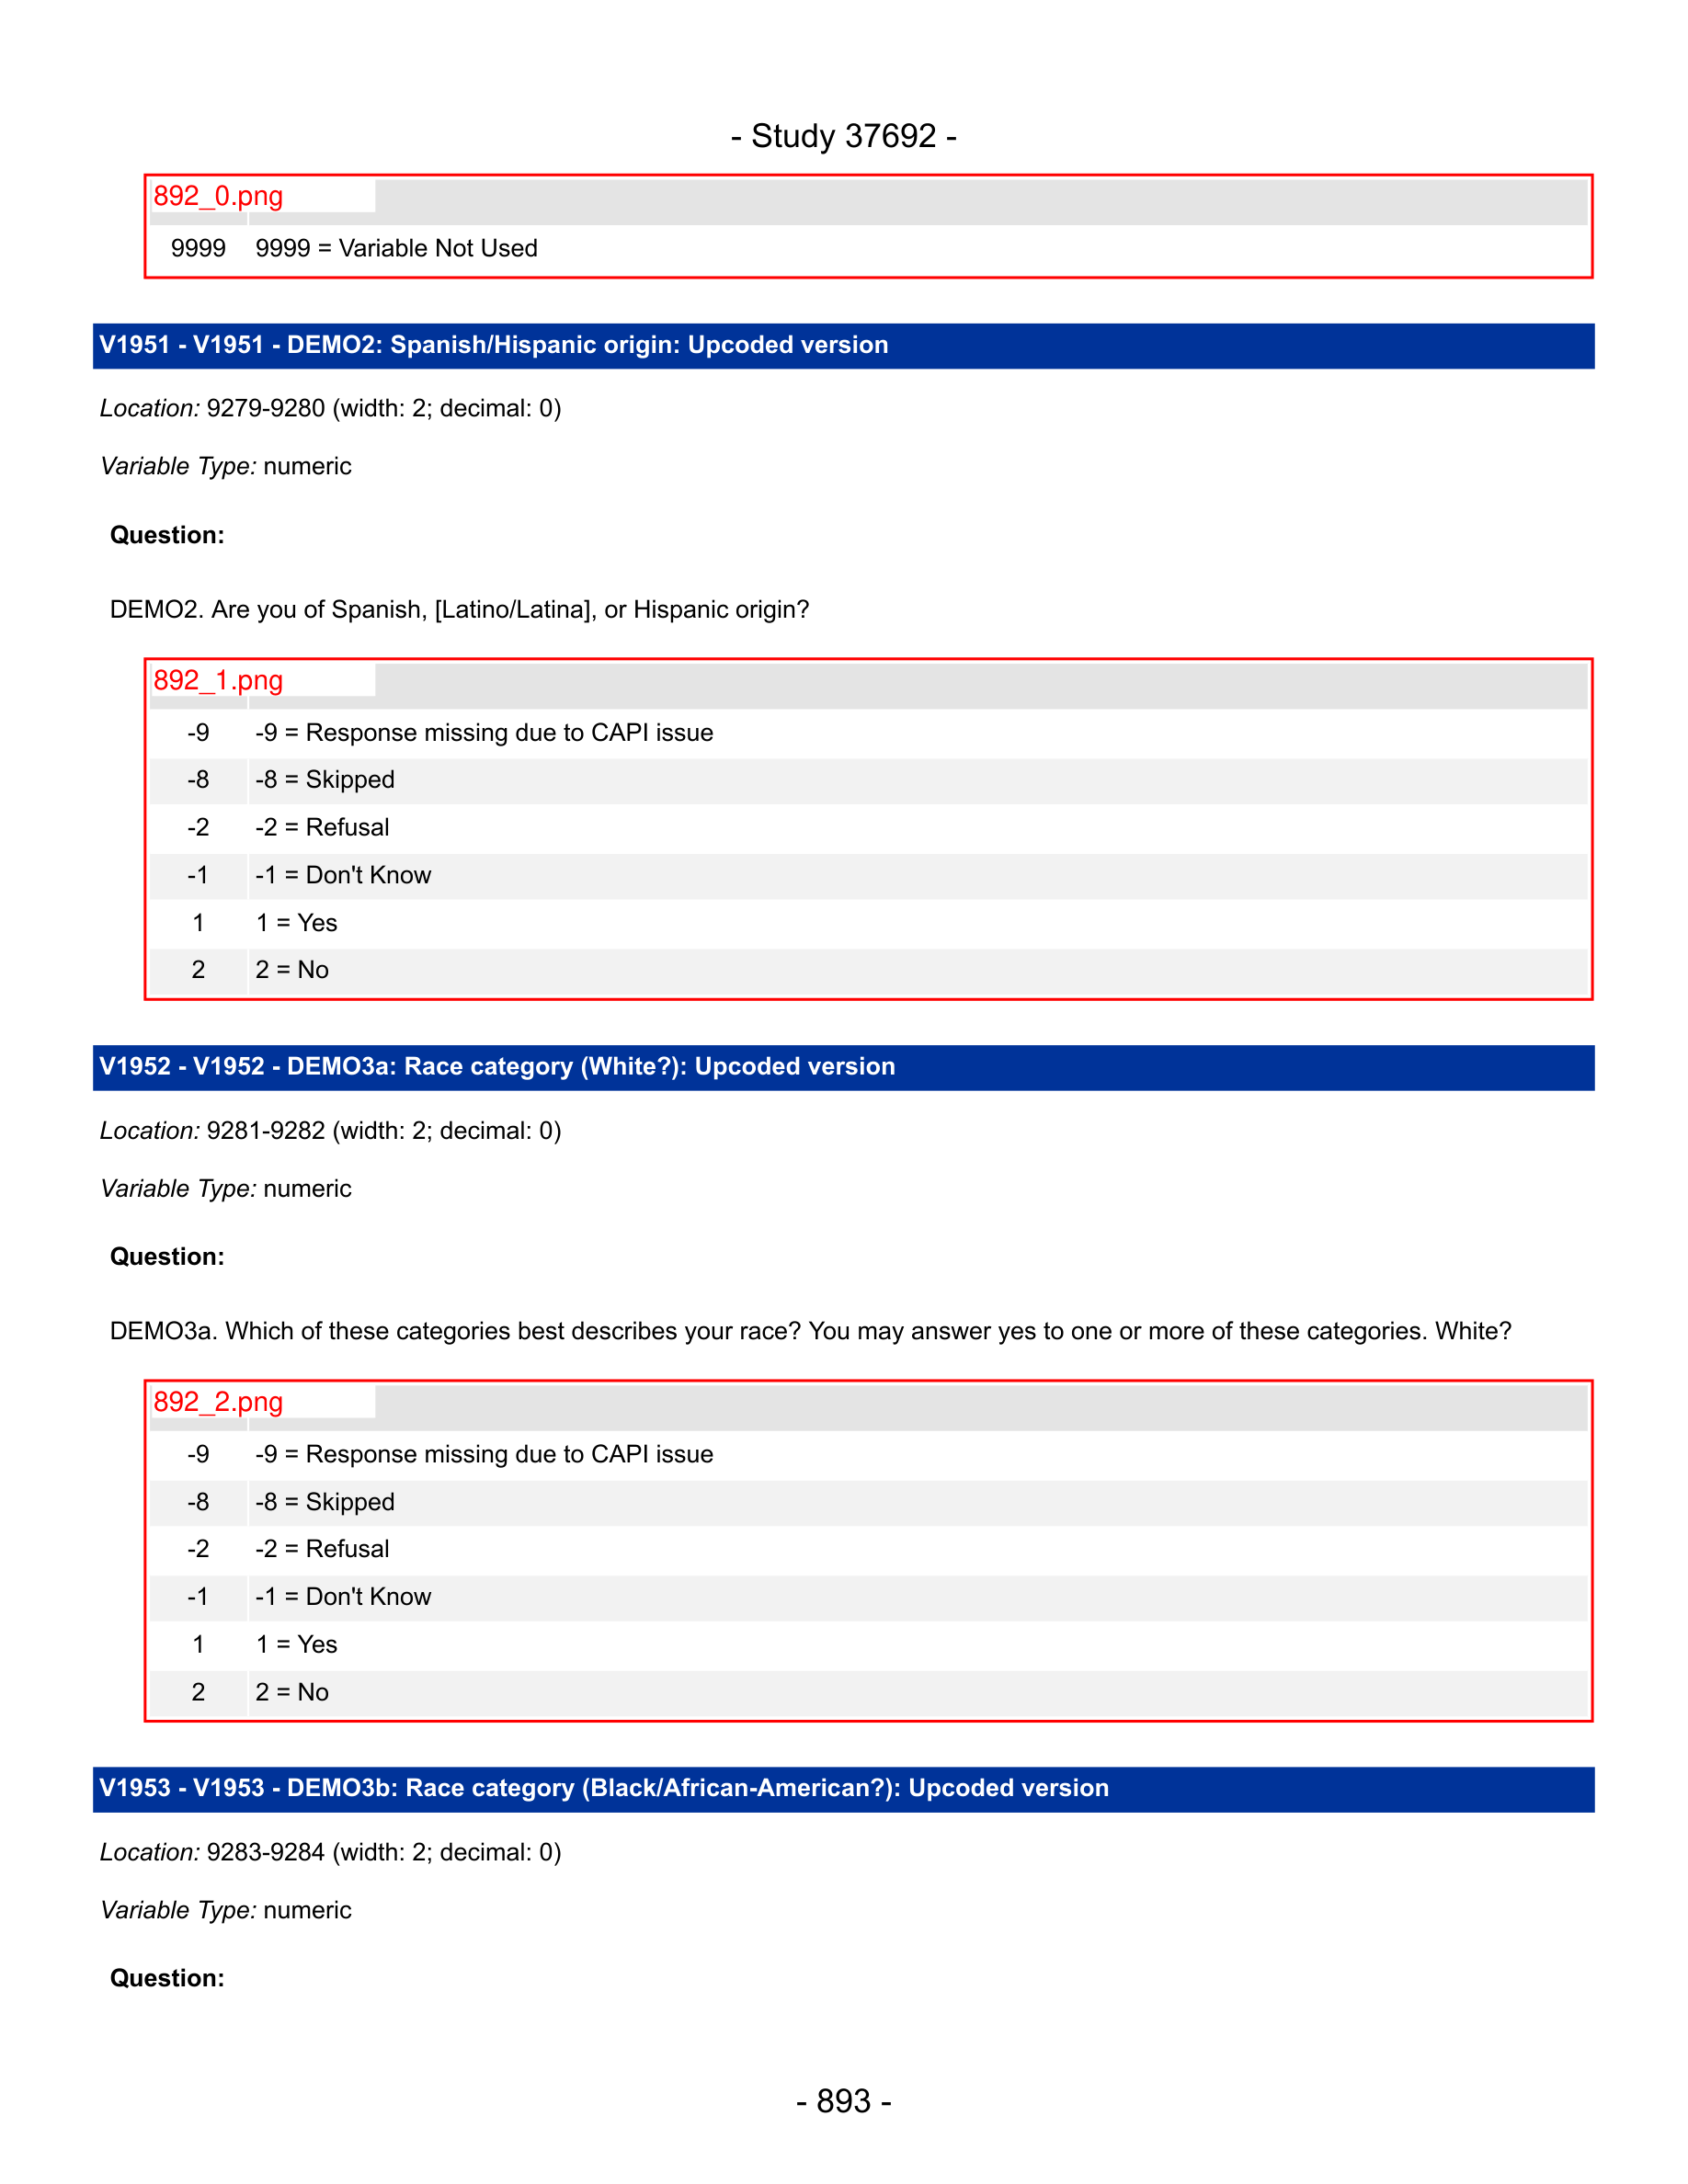 - Study 37692 -
892_0.png
9999 9999 = Variable Not Used
V1951 - V1951 - DEMO2: Spanish/Hispanic origin: Upcoded version
Location: 9279-9280 (width: 2; decimal: 0)
Variable Type: numeric
Question:
DEMO2. Are you of Spanish, [Latino/Latina], or Hispanic origin?
892_1.png
-9 -9 = Response missing due to CAPI issue
-8 -8 = Skipped
-2 -2 = Refusal
-1 -1 = Don't Know
1 1 = Yes
2 2 = No
V1952 - V1952 - DEMO3a: Race category (White?): Upcoded version
Location: 9281-9282 (width: 2; decimal: 0)
Variable Type: numeric
Question:
DEMO3a. Which of these categories best describes your race? You may answer yes to one or more of these categories. White?
892_2.png
-9 -9 = Response missing due to CAPI issue
-8 -8 = Skipped
-2 -2 = Refusal
-1 -1 = Don't Know
1 1 = Yes
2 2 = No
V1953 - V1953 - DEMO3b: Race category (Black/African-American?): Upcoded version
Location: 9283-9284 (width: 2; decimal: 0)
Variable Type: numeric
Question:
- 893 -